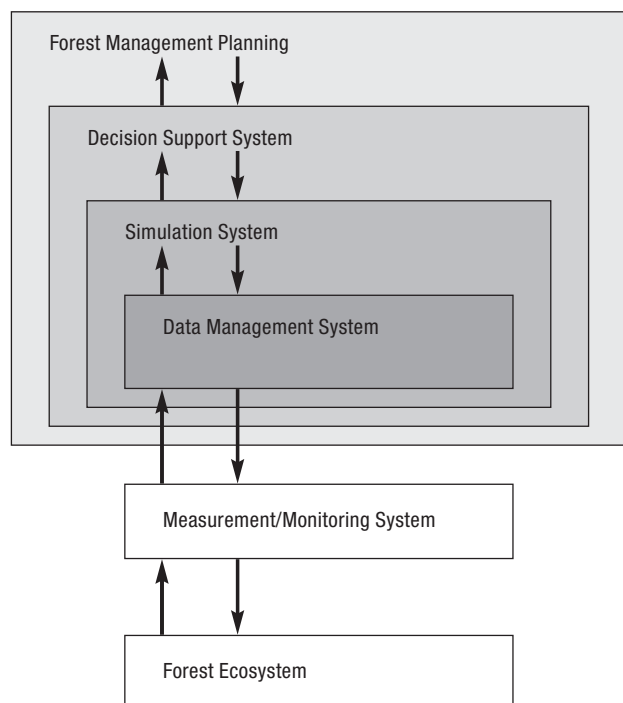 Forest Management Planning
Decision Support System
Simulation System
Data Management System
Measurement/Monitoring System
Forest Ecosystem